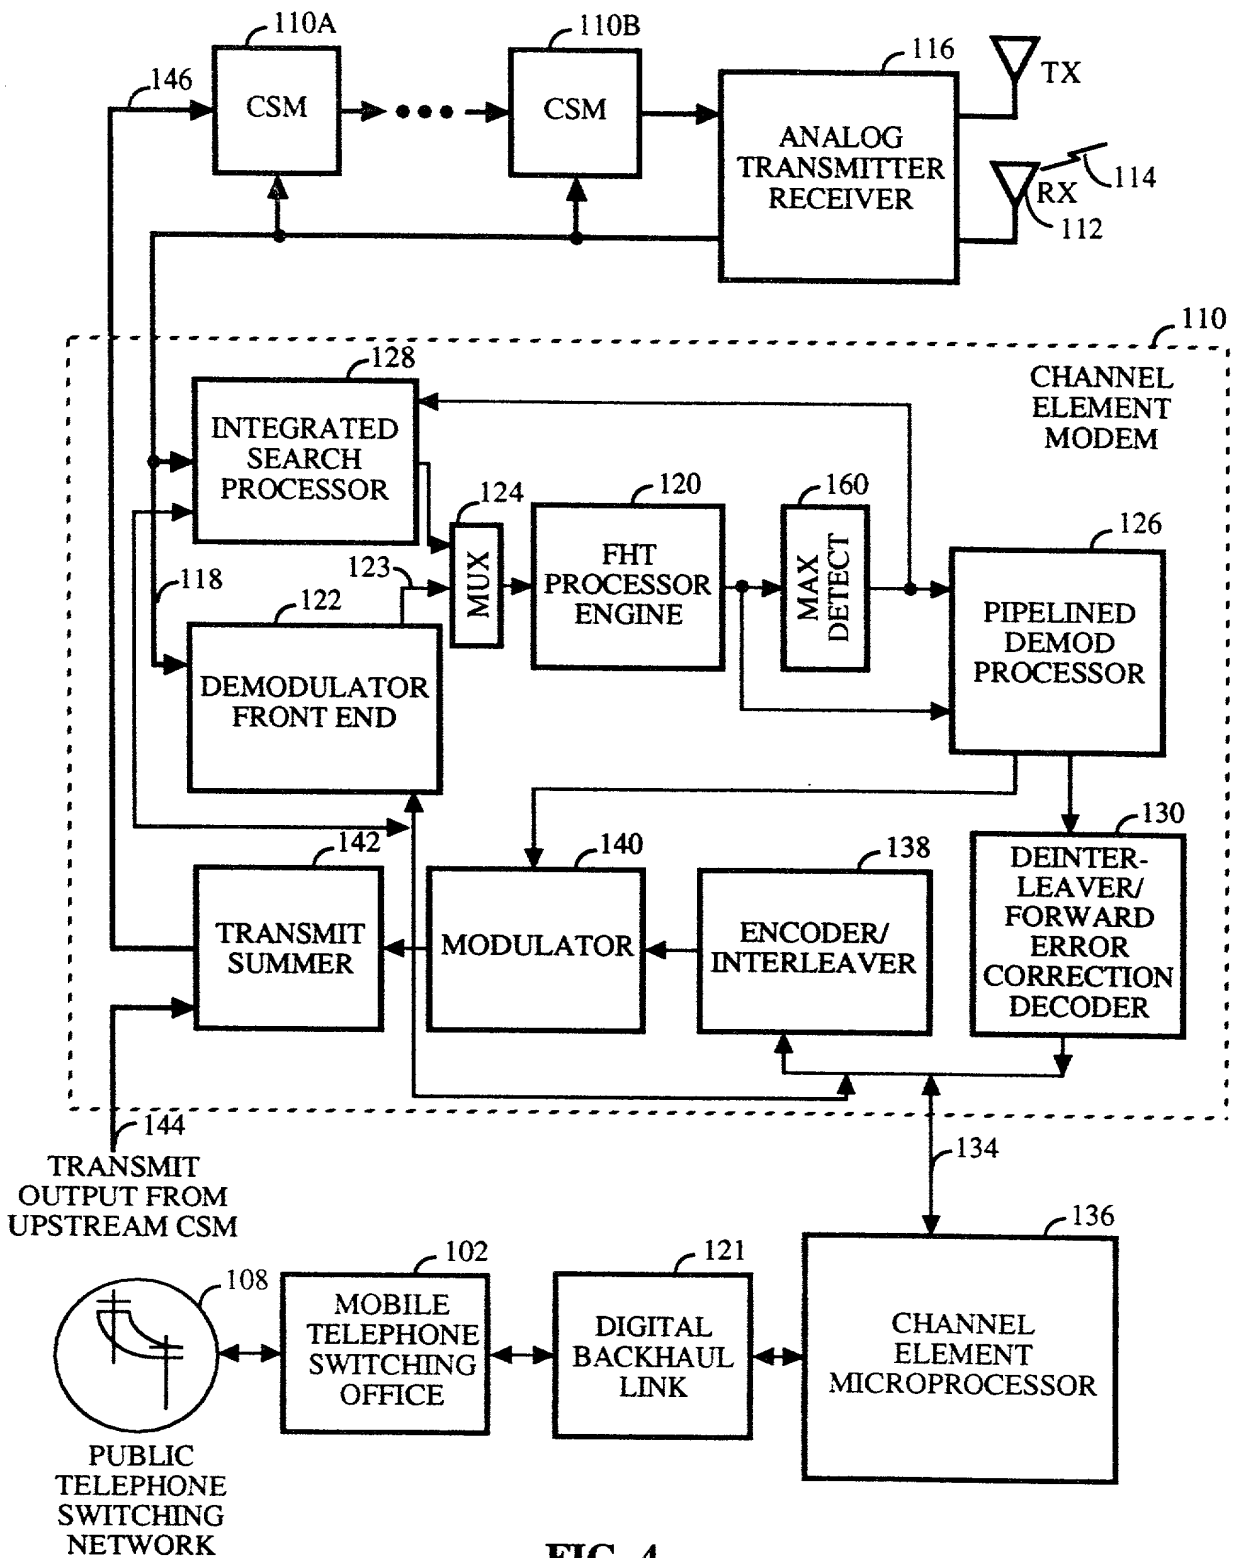 110A
110B
146
CSM
CSM
116
TX
ANALOG
TRANSMITTER
RECEIVER
RX
114
112
110
CHANNEL
ELEMENT
MODEM
128
INTEGRATED
SEARCH
PROCESSOR
124
MUX
120
FHT
PROCESSOR
ENGINE
160
MAX
DETECT
126
PIPELINED
DEMOD
PROCESSOR
118
123
122
DEMODULATOR
FRONT END
142
TRANSMIT
SUMMER
140
MODULATOR
138
ENCODER/
INTERLEAVER
130
DEINTER-
LEAVER/
FORWARD
ERROR
CORRECTION
DECODER
144
TRANSMIT
OUTPUT FROM
UPSTREAM CSM
134
108
102
MOBILE
TELEPHONE
SWITCHING
OFFICE
121
DIGITAL
BACKHAUL
LINK
136
CHANNEL
ELEMENT
MICROPROCESSOR
PUBLIC
TELEPHONE
SWITCHING
NETWORK
FIG. 4